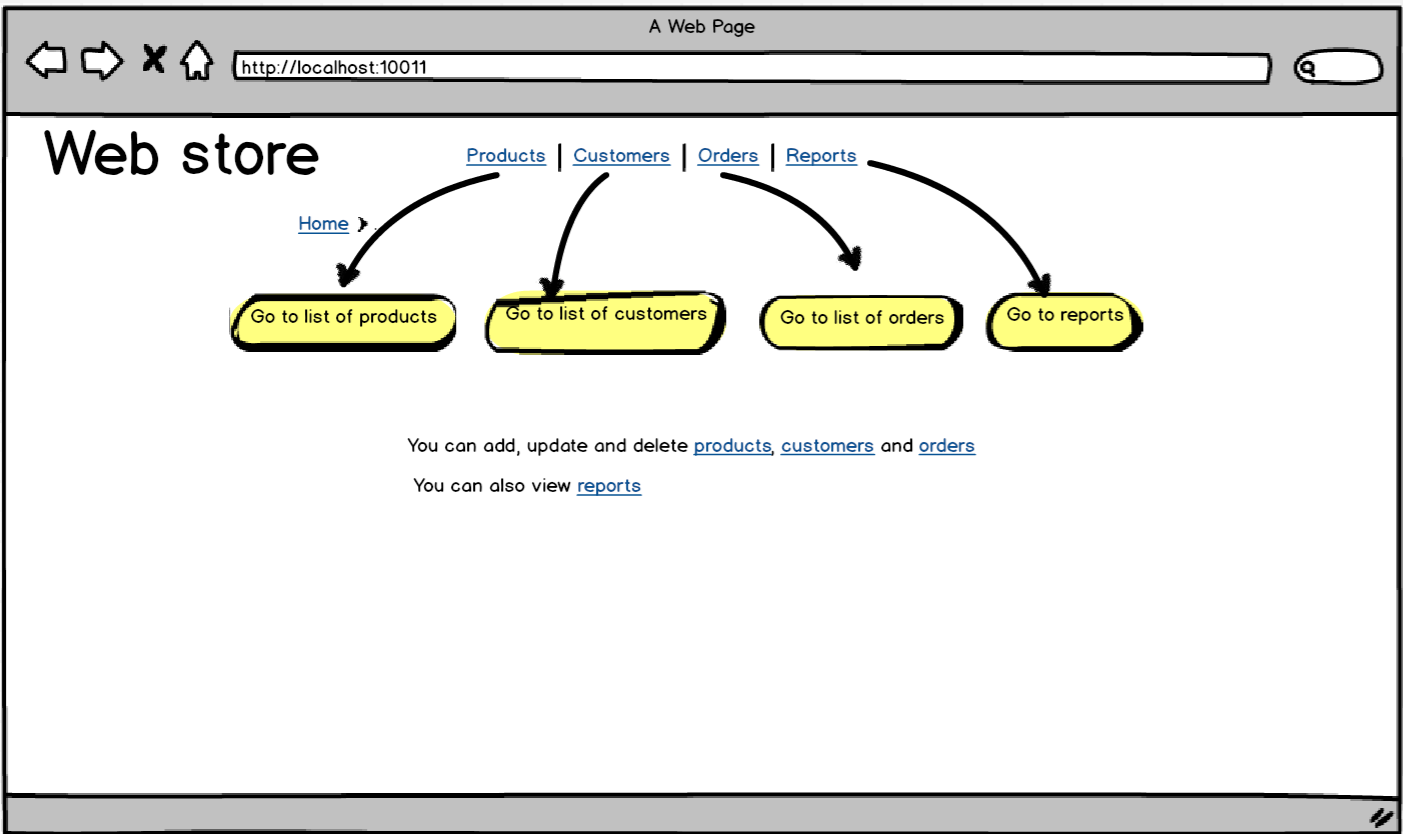 A Web Page
http://localhost:10011
Web store
Products | Customers | Orders | Reports
Home
Go to list of products
Go to list of customers
Go to list of orders
Go to reports
You can add, update and delete products, customers and orders
You can also view reports